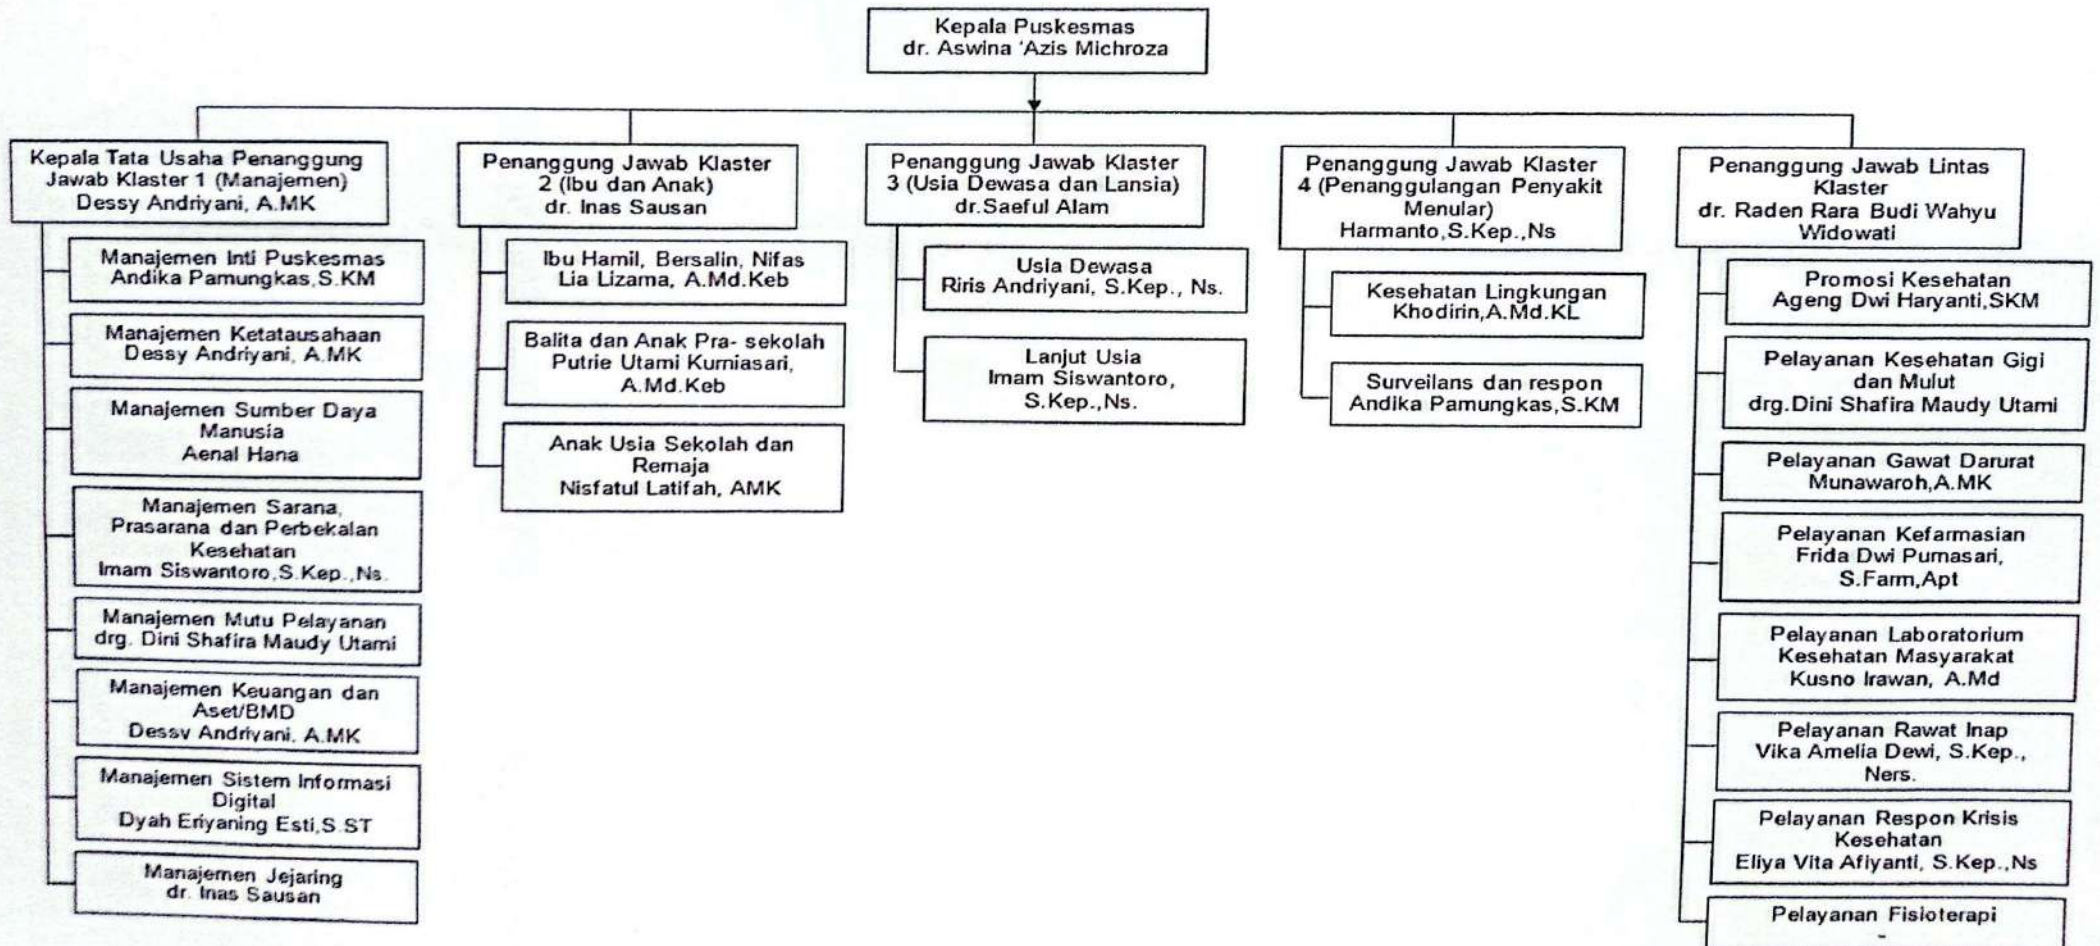 Kepala Puskesmas
dr. Aswina 'Azis Michroza
Kepala Tata Usaha Penanggung
Jawab Klaster 1 (Manajemen)
Dessy Andriyani, A.MK
Manajemen Inti Puskesmas
Andika Pamungkas,S.KM
Manajemen Ketatausahaan
Dessy Andriyani, A.MK
Manajemen Sumber Daya
Manusia
Aenal Hana
Manajemen Sarana,
Prasarana dan Perbekalan
Kesehatan
Imam Siswantoro,S.Kep.,Ns.
Manajemen Mutu Pelayanan
drg. Dini Shafira Maudy Utami
Manajemen Keuangan dan
Aset/BMD
Dessy Andriyani. A.MK
Manajemen Sistem Informasi
Digital
Dyah Eriyaning Esti,S.ST
Manajemen Jejaring
dr. Inas Sausan
Penanggung Jawab Klaster
2 (Ibu dan Anak)
dr. Inas Sausan
Ibu Hamil, Bersalin, Nifas
Lia Lizama, A.Md.Keb
Balita dan Anak Pra- sekolah
Putrie Utami Kurniasari,
A.Md.Keb
Anak Usia Sekolah dan
Remaja
Nisfatul Latifah, AMK
Penanggung Jawab Klaster
3 (Usia Dewasa dan Lansia)
dr.Saeful Alam
Usia Dewasa
Riris Andriyani, S.Kep., Ns.
Lanjut Usia
Imam Siswantoro,
S.Kep.,Ns.
Penanggung Jawab Klaster
4 (Penanggulangan Penyakit
Menular)
Harmanto,S.Kep.,Ns
Kesehatan Lingkungan
Khodirin,A.Md.KL
Surveilans dan respon
Andika Pamungkas,S.KM
Penanggung Jawab Lintas
Klaster
dr. Raden Rara Budi Wahyu
Widowati
Promosi Kesehatan
Ageng Dwi Haryanti,SKM
Pelayanan Kesehatan Gigi
dan Mulut
drg.Dini Shafira Maudy Utami
Pelayanan Gawat Darurat
Munawaroh,A.MK
Pelayanan Kefarmasian
Frida Dwi Purnasari,
S.Farm,Apt
Pelayanan Laboratorium
Kesehatan Masyarakat
Kusno Irawan, A.Md
Pelayanan Rawat Inap
Vika Amelia Dewi, S.Kep.,
Ners.
Pelayanan Respon Krisis
Kesehatan
Eliya Vita Afiyanti, S.Kep.,Ns
Pelayanan Fisioterapi
-